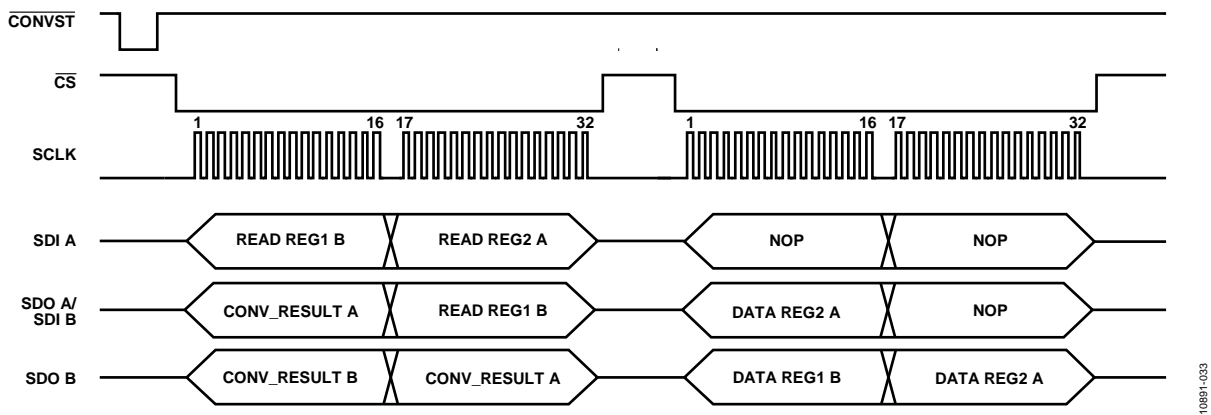 CONVST
CS
1 16 17 32 1 16 17 32
SCLK
SDI A READ REG1 B READ REG2 A NOP NOP
SDO A/
SDI B CONV_RESULT A READ REG1 B DATA REG2 A NOP
SDO B CONV_RESULT B CONV_RESULT A DATA REG1 B DATA REG2 A
10891-033